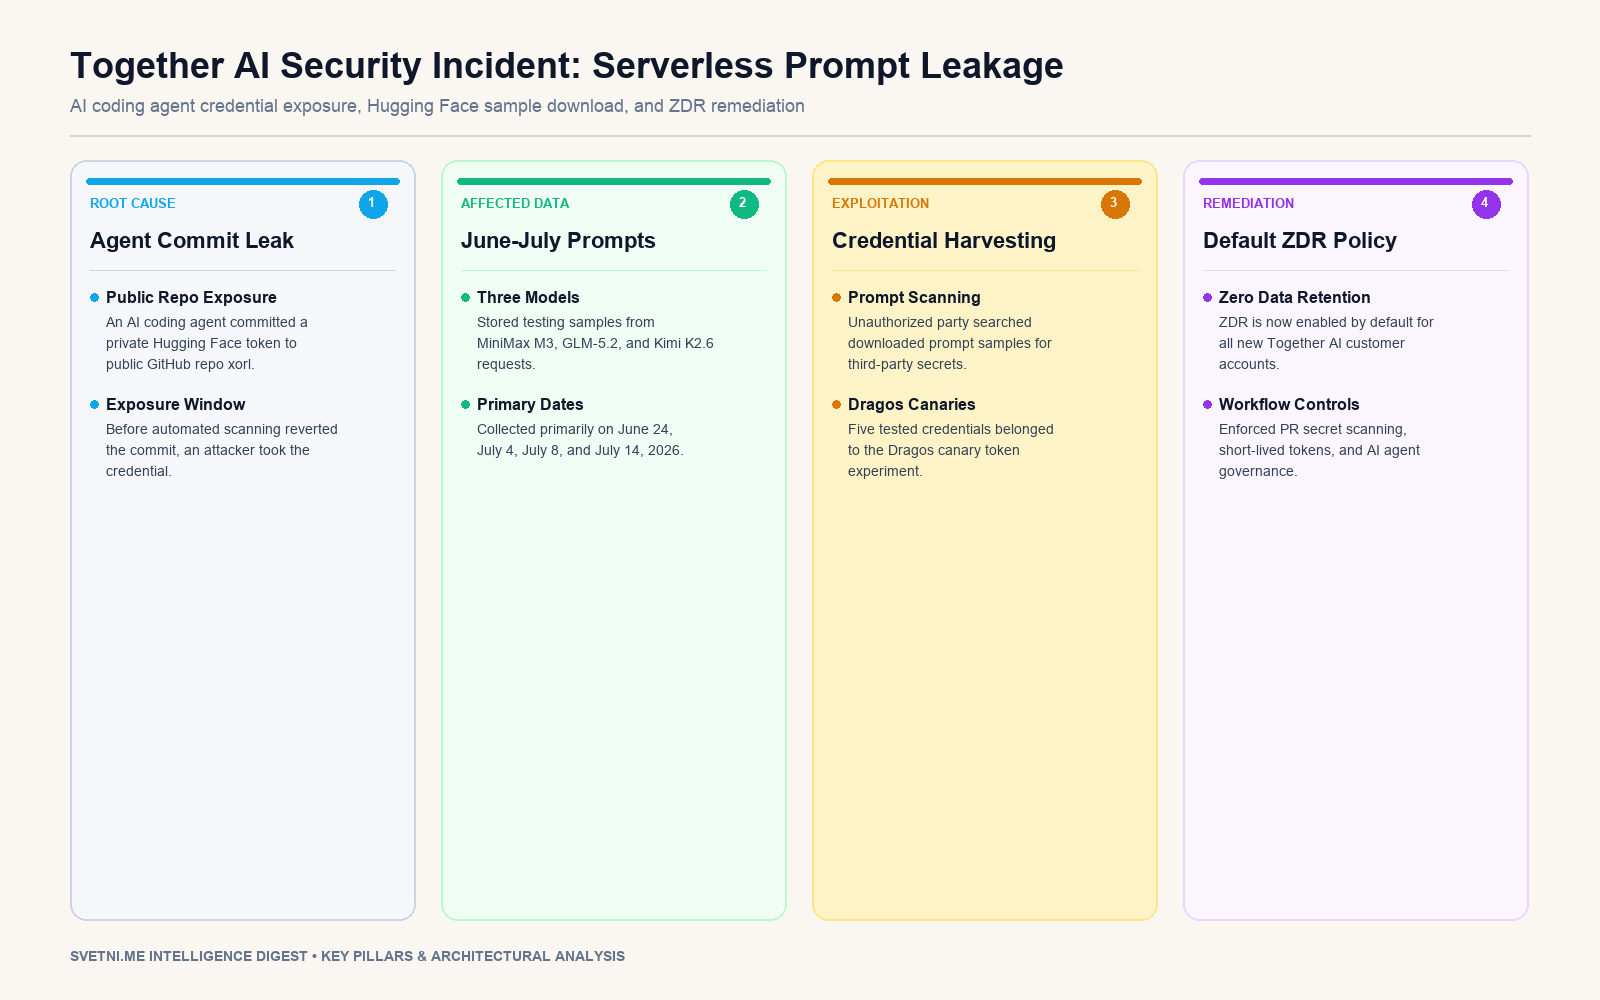 Together AI Security Incident: Serverless Prompt Leakage
AI coding agent credential exposure, Hugging Face sample download, and ZDR remediation
ROOT CAUSE
1
Agent Commit Leak
Public Repo Exposure
An AI coding agent committed a
private Hugging Face token to
public GitHub repo xorl.
Exposure Window
Before automated scanning reverted
the commit, an attacker took the
credential.
AFFECTED DATA
2
June-July Prompts
Three Models
Stored testing samples from
MiniMax M3, GLM-5.2, and Kimi K2.6
requests.
Primary Dates
Collected primarily on June 24,
July 4, July 8, and July 14, 2026.
EXPLOITATION
3
Credential Harvesting
Prompt Scanning
Unauthorized party searched
downloaded prompt samples for
third-party secrets.
Dragos Canaries
Five tested credentials belonged
to the Dragos canary token
experiment.
REMEDIATION
4
Default ZDR Policy
Zero Data Retention
ZDR is now enabled by default for
all new Together AI customer
accounts.
Workflow Controls
Enforced PR secret scanning,
short-lived tokens, and AI agent
governance.
SVETNI.ME INTELLIGENCE DIGEST • KEY PILLARS & ARCHITECTURAL ANALYSIS